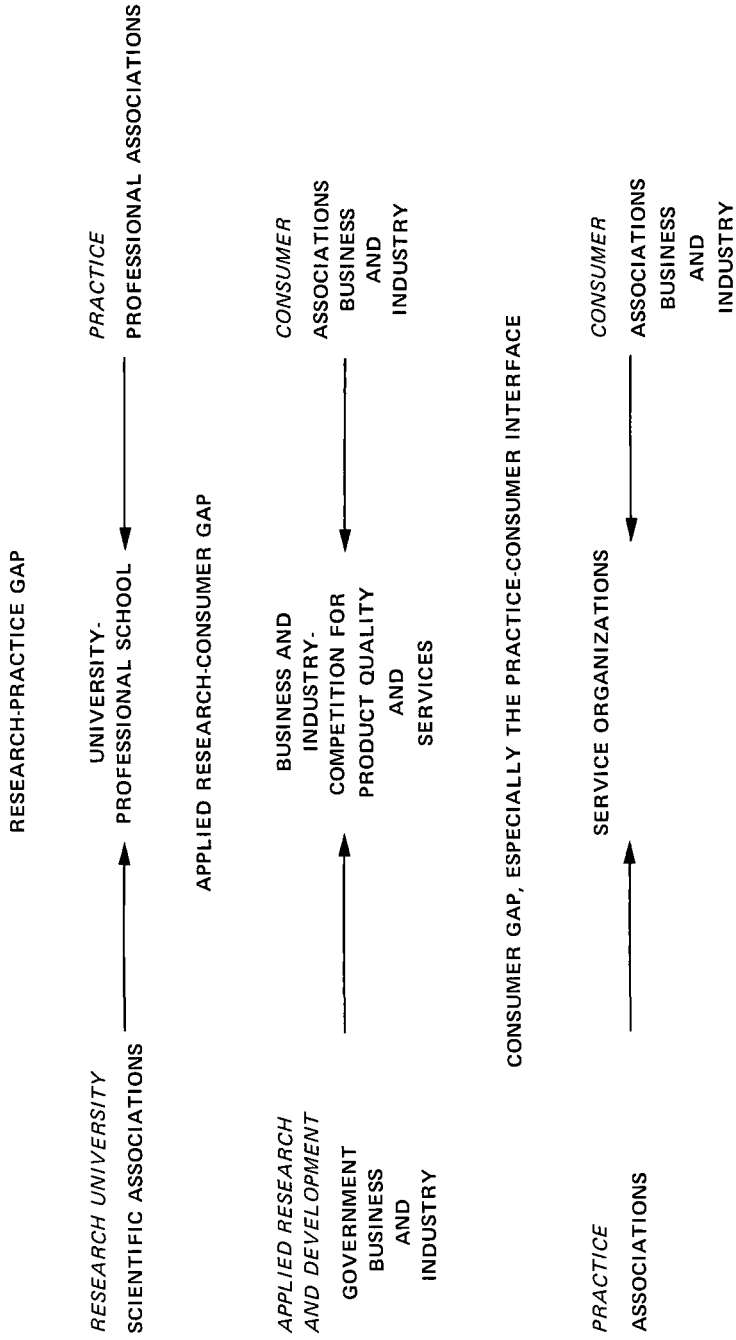 RESEARCH-PRACTICE GAP
RESEARCH UNIVERSITY
SCIENTIFIC ASSOCIATIONS
UNIVERSITY-
PROFESSIONAL SCHOOL
PRACTICE
PROFESSIONAL ASSOCIATIONS
APPLIED RESEARCH-CONSUMER GAP
APPLIED RESEARCH
AND DEVELOPMENT
GOVERNMENT
BUSINESS
AND
INDUSTRY
BUSINESS AND
INDUSTRY-
COMPETITION FOR
PRODUCT QUALITY
AND
SERVICES
CONSUMER
ASSOCIATIONS
BUSINESS
AND
INDUSTRY
CONSUMER GAP, ESPECIALLY THE PRACTICE-CONSUMER INTERFACE
PRACTICE
ASSOCIATIONS
SERVICE ORGANIZATIONS
CONSUMER
ASSOCIATIONS
BUSINESS
AND
INDUSTRY